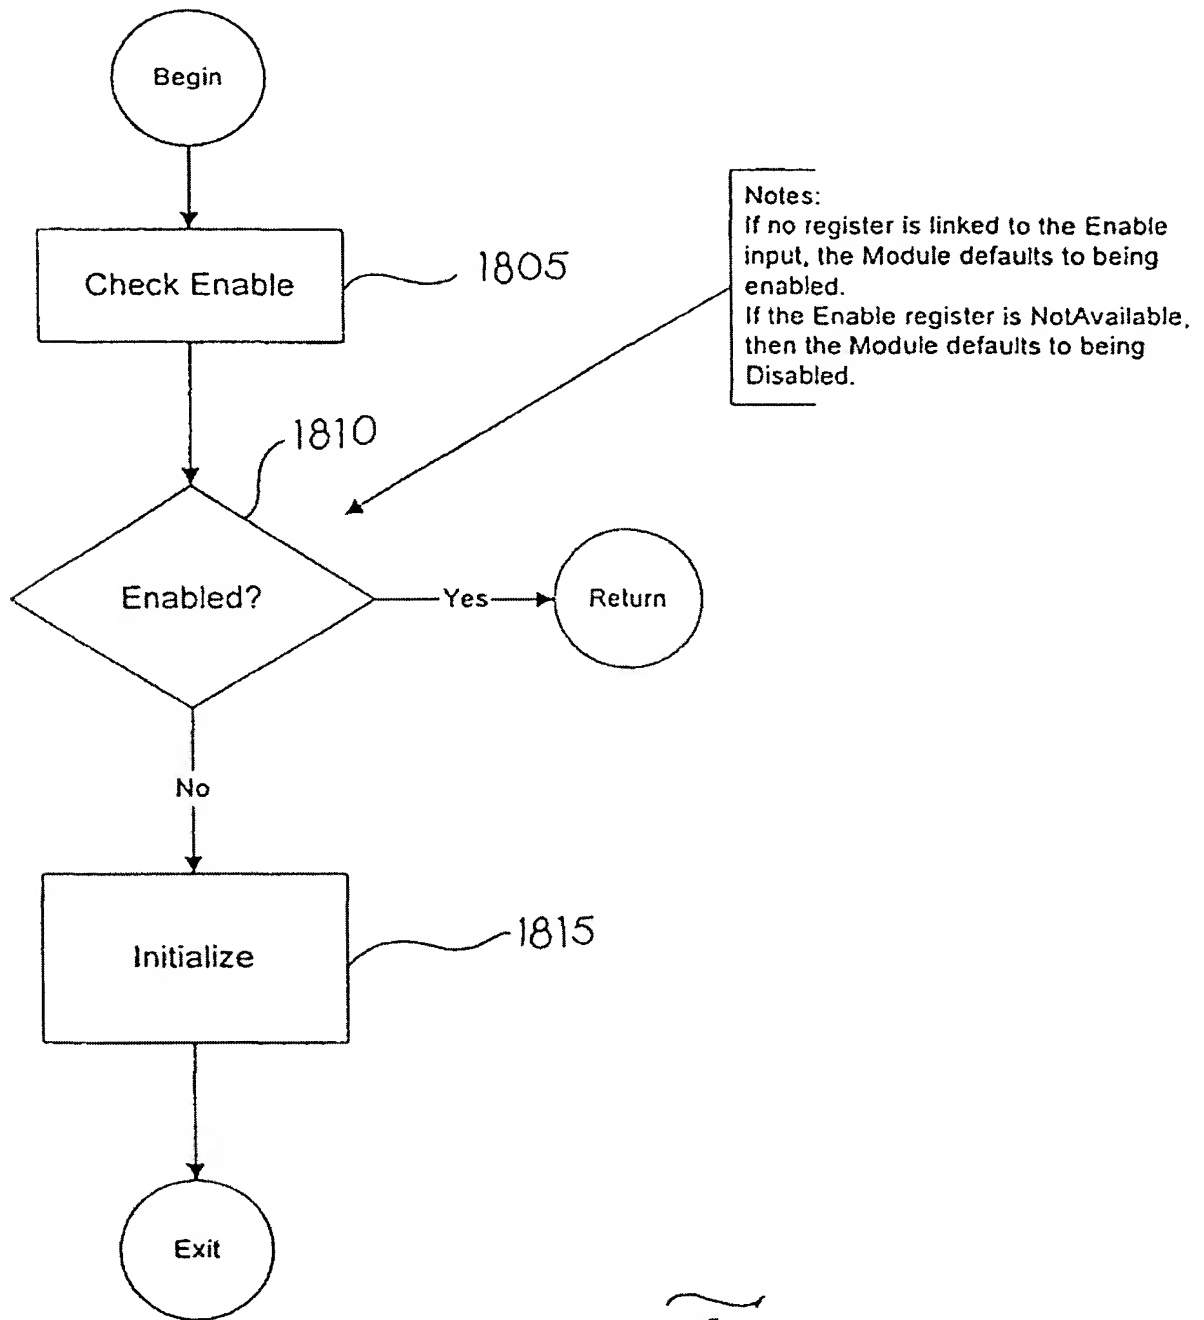 Begin
Check Enable
1805
Notes:
If no register is linked to the Enable
input, the Module defaults to being
enabled.
If the Enable register is NotAvailable,
then the Module defaults to being
Disabled.
1810
Enabled?
Yes
Return
No
Initialize
1815
Exit